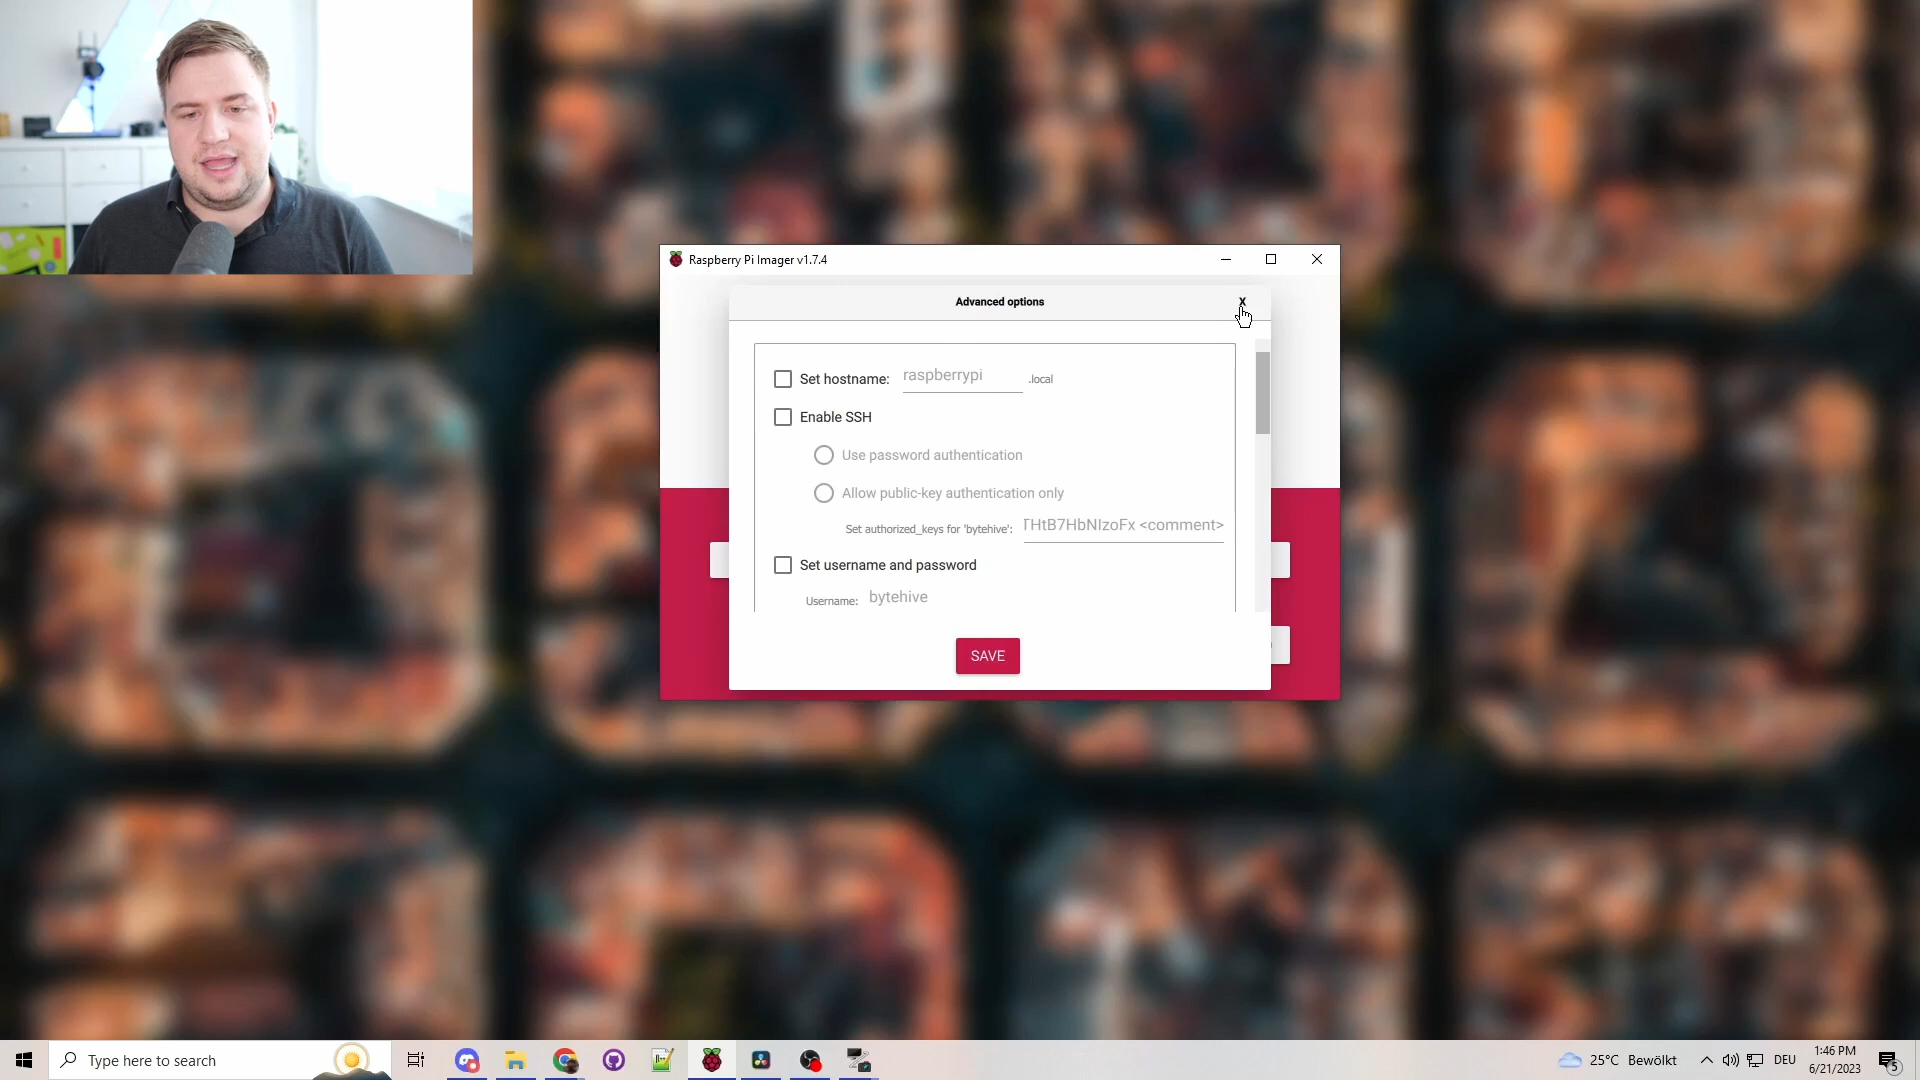 Raspberry Pi Imager v1.7.4
Advanced options
X
Set hostname: raspberrypi .local
Enable SSH
Use password authentication
Allow public-key authentication only
Set authorized_keys for 'bytehive': THtB7HbNIzoFx <comment>
Set username and password
Username: bytehive
SAVE
Type here to search
25°C Bewölkt
DEU
1:46 PM
6/21/2023
5